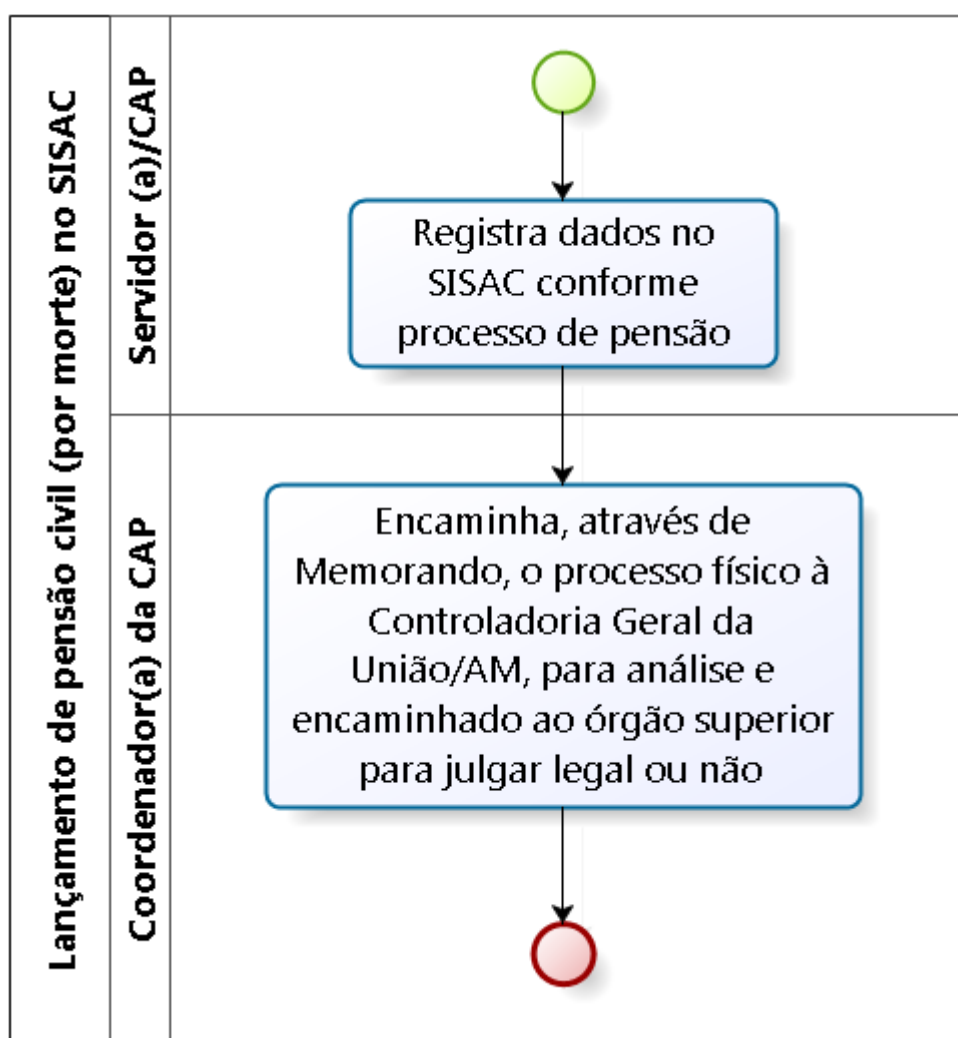 Lançamento de pensão civil (por morte) no SISAC
Servidor (a)/CAP
Registra dados no
SISAC conforme
processo de pensão
Coordenador(a) da CAP
Encaminha, através de
Memorando, o processo físico à
Controladoria Geral da
União/AM, para análise e
encaminhado ao órgão superior
para julgar legal ou não